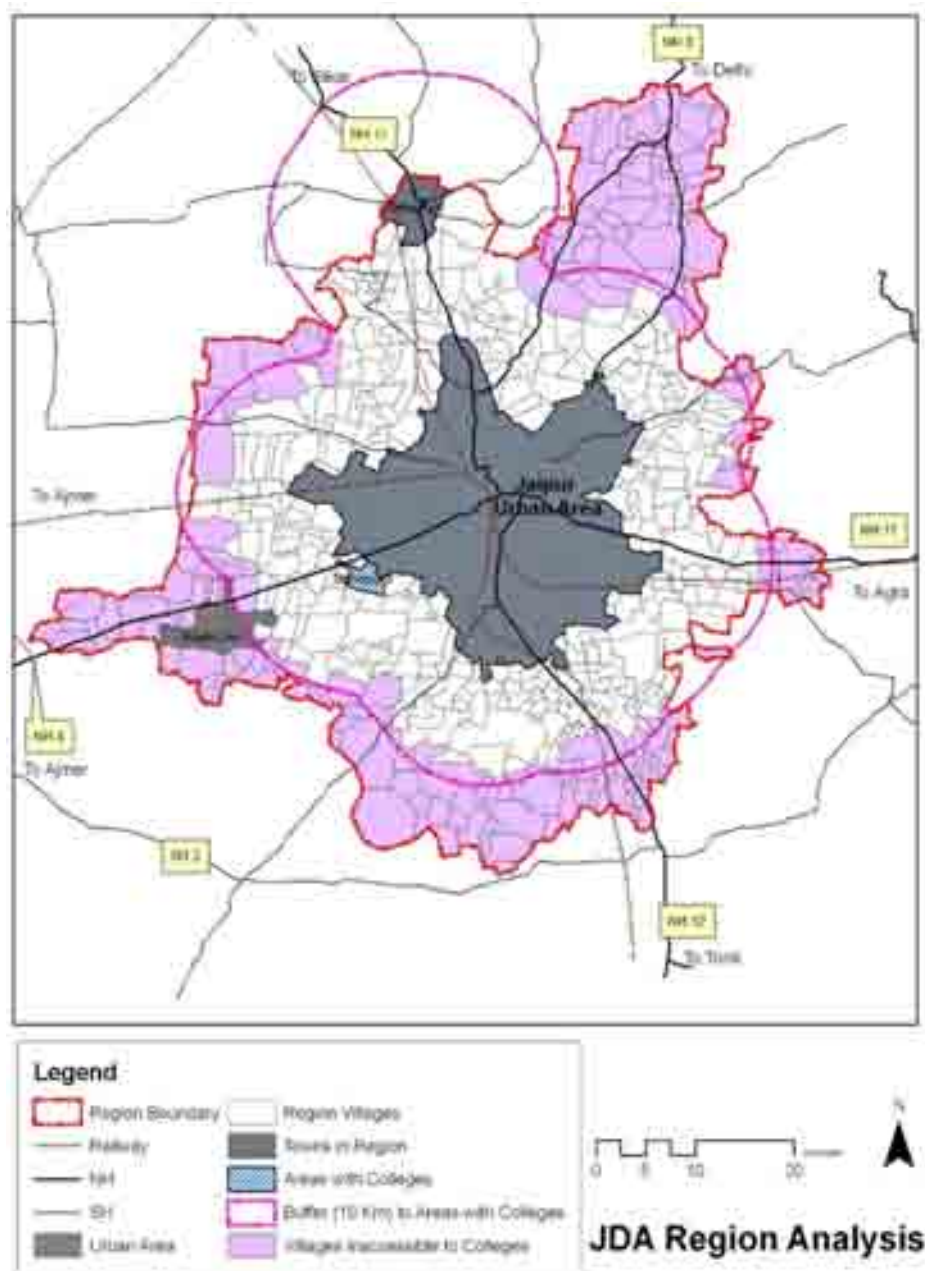 NH 8
To Delhi
To Sikar
NH 11
Jaipur
Urban Area
To Ajmer
NH 11
To Agra
NH 8
To Ajmer
NH 12
To Tonk
Legend
Region Boundary
Railway
NH
SH
Urban Area
Region Villages
Towns in Region
Areas with Colleges
Buffer (10 Km) to Areas with Colleges
Villages Inaccessible to Colleges
N
0 5 10 20
JDA Region Analysis